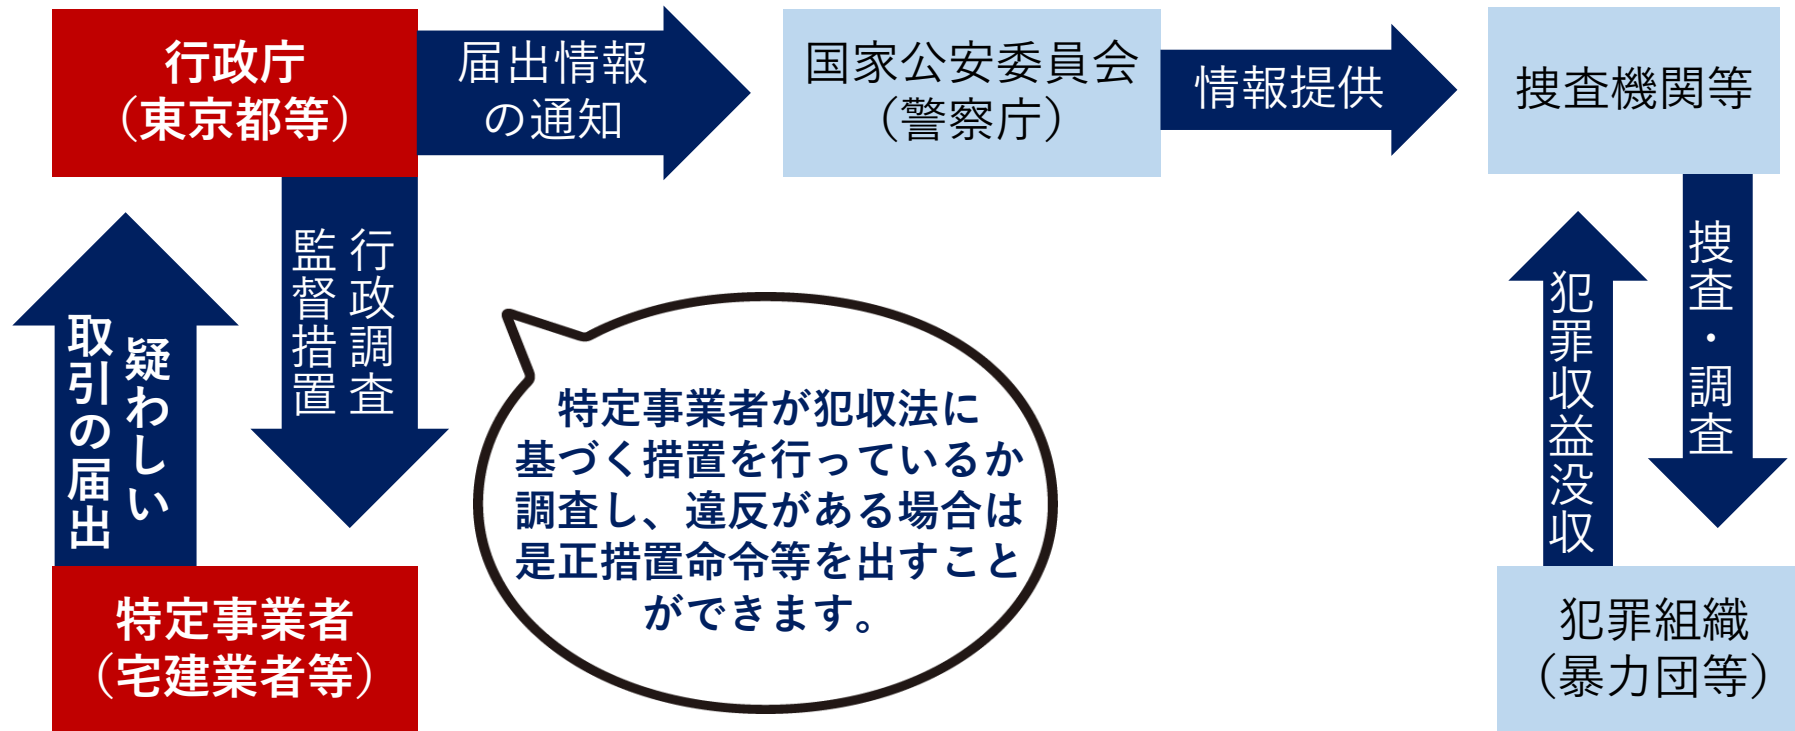 行政庁
（東京都等）
届出情報
の通知
国家公安委員会
（警察庁）
情報提供
捜査機関等
疑わしい
取引の届出
行政調査
監督措置
特定事業者が犯収法に
基づく措置を行っているか
調査し、違反がある場合は
是正措置命令等を出すこと
ができます。
犯罪収益没収
捜査・調査
特定事業者
（宅建業者等）
犯罪組織
（暴力団等）